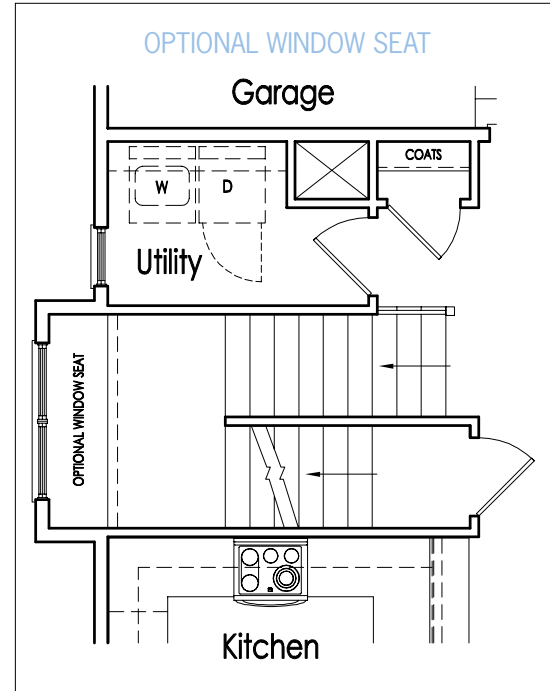 OPTIONAL WINDOW SEAT
Garage
COATS
W
D
Utility
OPTIONAL WINDOW SEAT
Kitchen